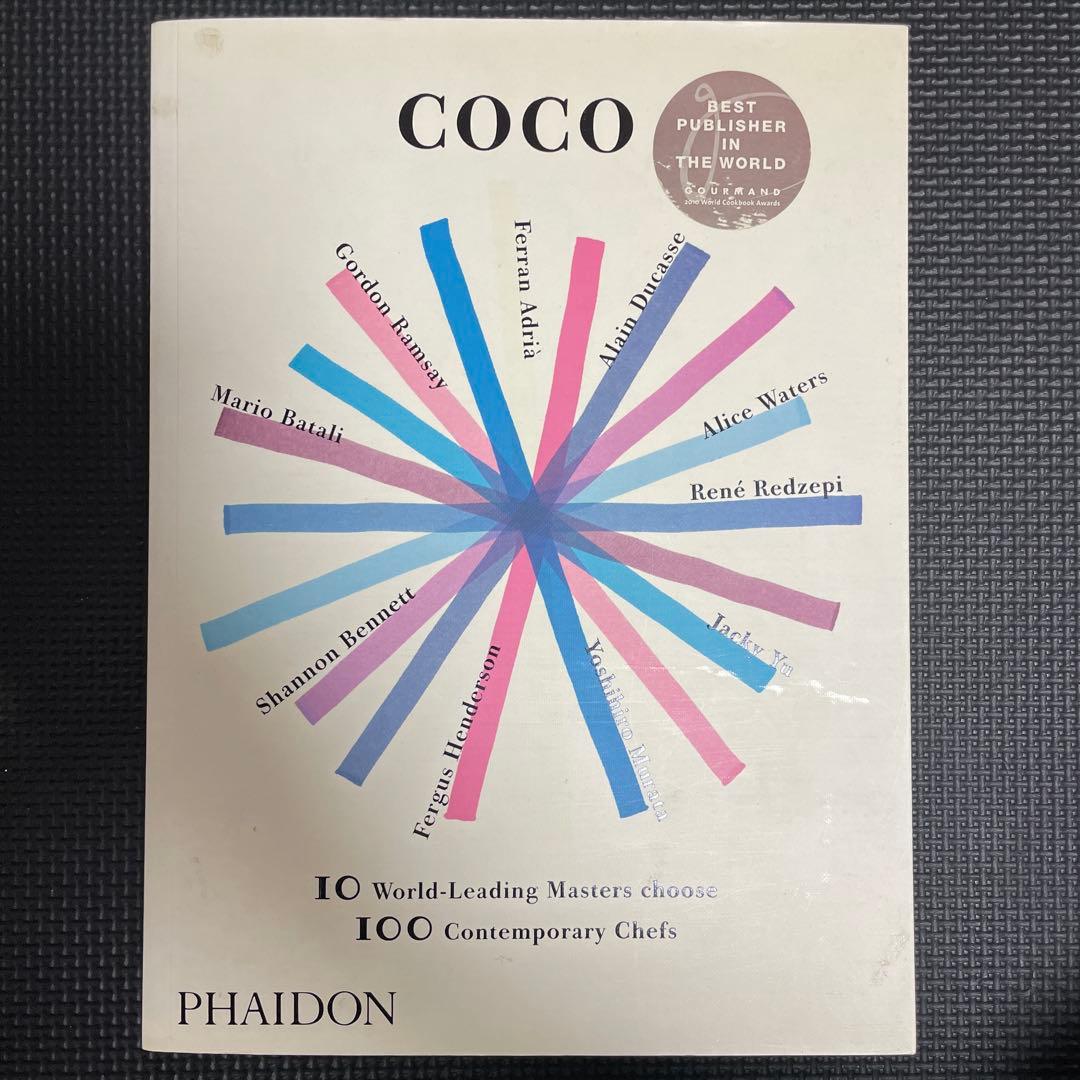 COCO
BEST
PUBLISHER
IN
THE WORLD
GOURMAND
2010 World Cookbook Awards
Ferran Adrià
Gordon Ramsay
Alain Ducasse
Mario Batali
Alice Waters
René Redzepi
Shannon Bennett
Jacky Yu
Fergus Henderson
Yoshihiro Murata
10 World-Leading Masters choose
100 Contemporary Chefs
PHAIDON